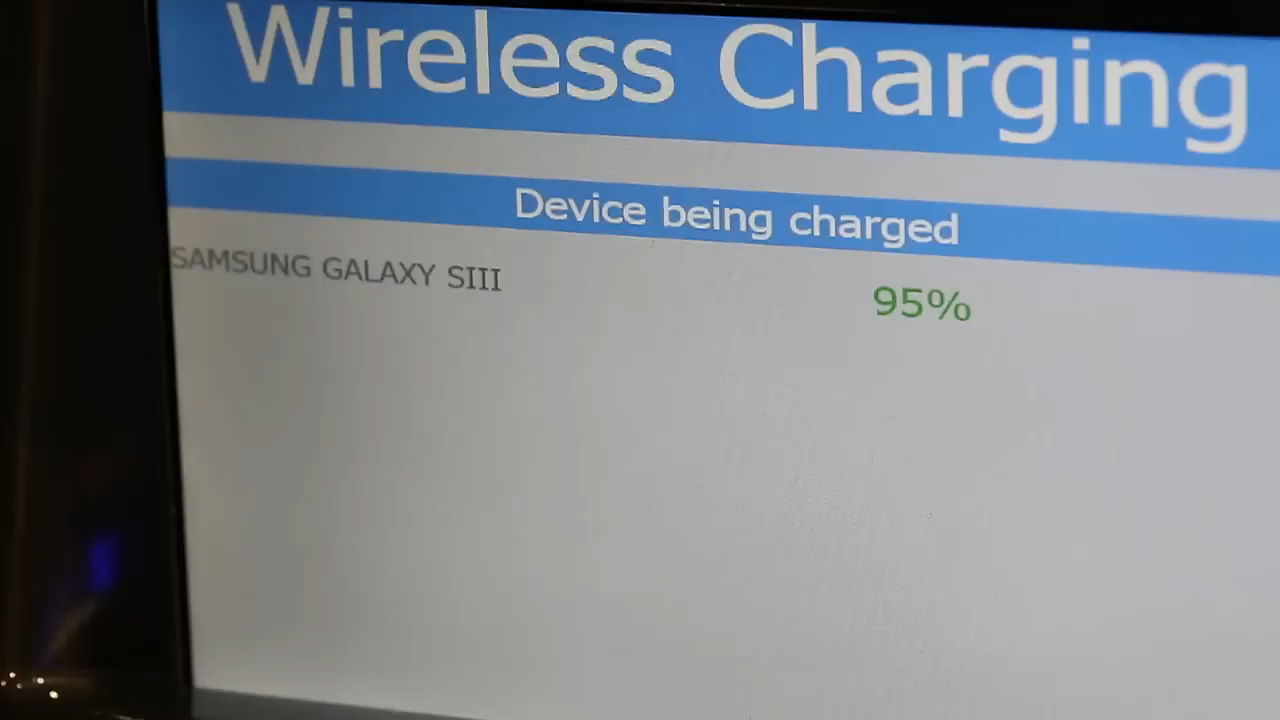 Wireless Charging
Device being charged
SAMSUNG GALAXY SIII
95%